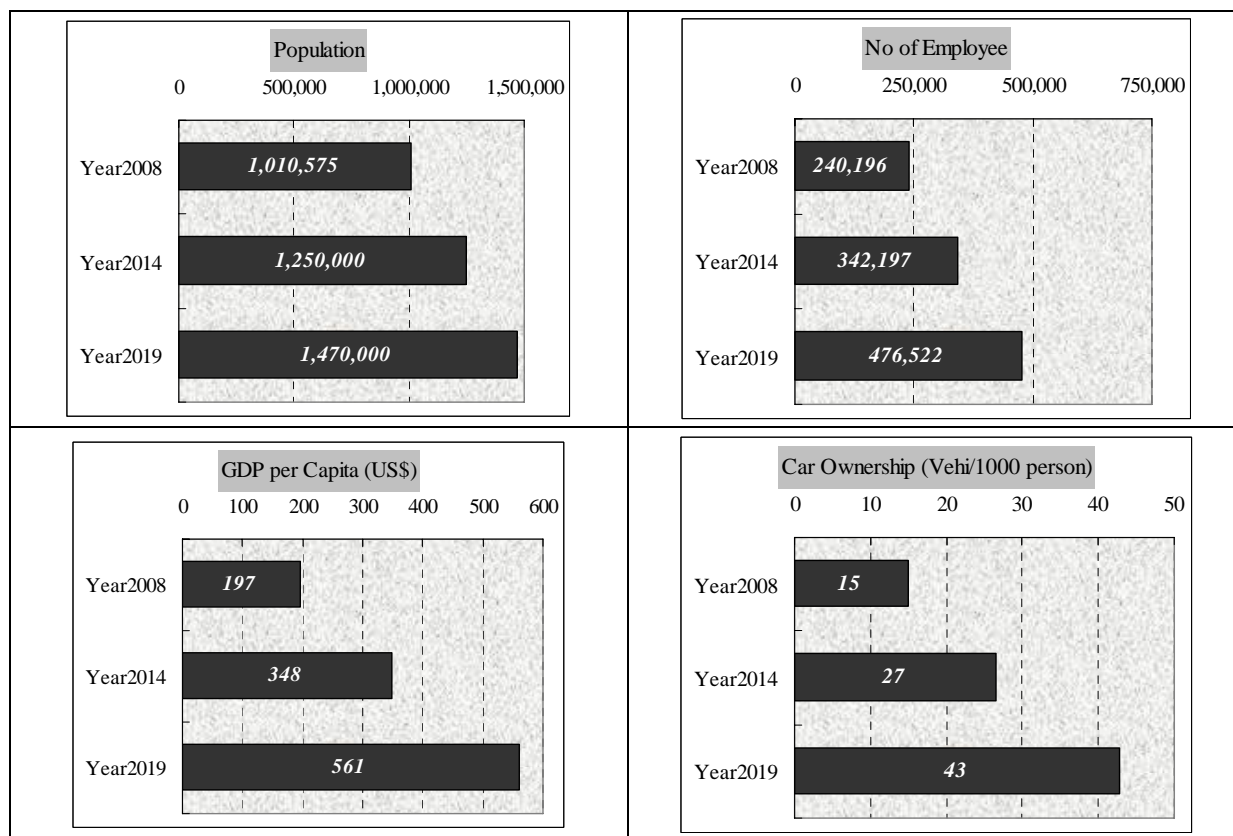 Population
0 500,000 1,000,000 1,500,000
Year2008 1,010,575
Year2014 1,250,000
Year2019 1,470,000
No of Employee
0 250,000 500,000 750,000
Year2008 240,196
Year2014 342,197
Year2019 476,522
GDP per Capita (US$)
0 100 200 300 400 500 600
Year2008 197
Year2014 348
Year2019 561
Car Ownership (Vehi/1000 person)
0 10 20 30 40 50
Year2008 15
Year2014 27
Year2019 43